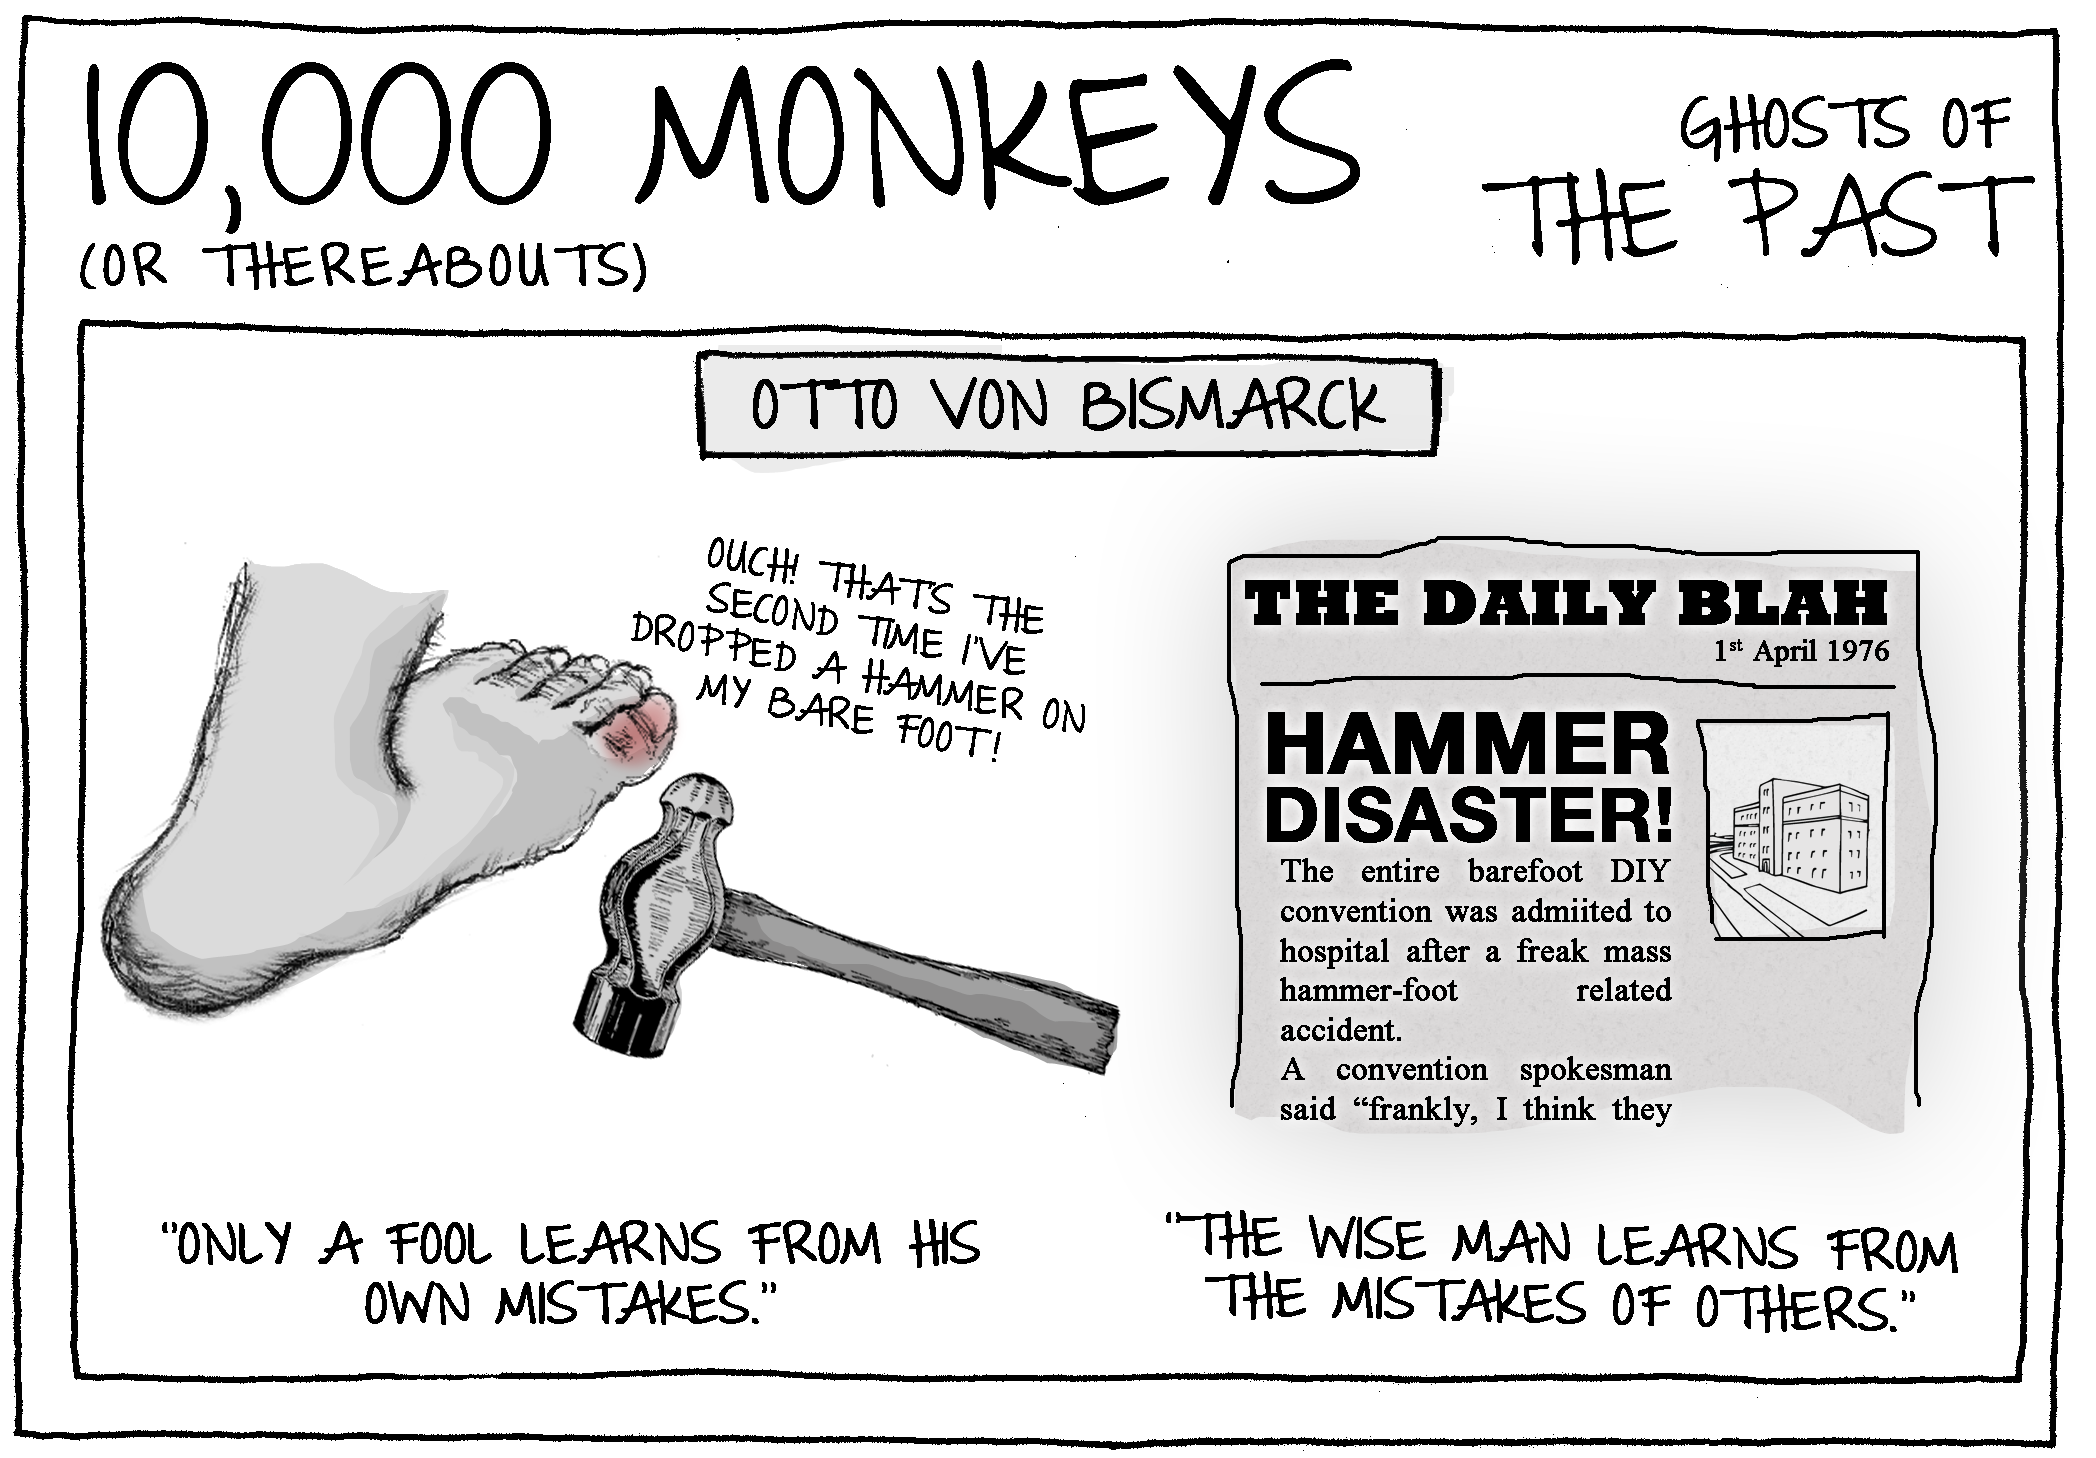 10,000 MONKEYS
(OR THEREABOUTS)
GHOSTS OF
THE PAST
OTTO VON BISMARCK
OUCH! THAT'S THE
SECOND TIME I'VE
DROPPED A HAMMER ON
MY BARE FOOT!
THE DAILY BLAH
1st April 1976
HAMMER
DISASTER!
The entire barefoot DIY
convention was admiited to
hospital after a freak mass
hammer-foot related
accident.
A convention spokesman
said “frankly, I think they
"ONLY A FOOL LEARNS FROM HIS
OWN MISTAKES."
"THE WISE MAN LEARNS FROM
THE MISTAKES OF OTHERS."